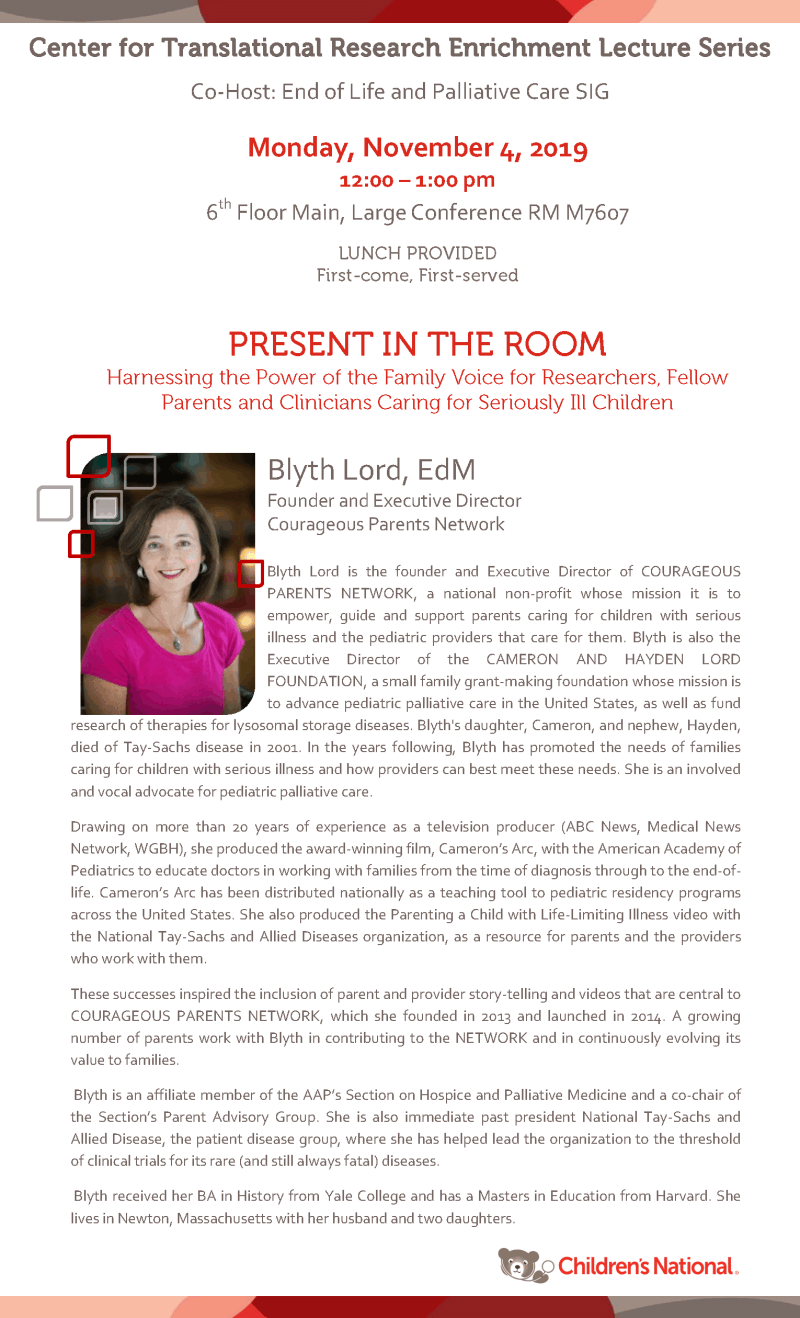 Center for Translational Research Enrichment Lecture Series
Co-Host: End of Life and Palliative Care SIG
Monday, November 4, 2019
12:00 – 1:00 pm
6th Floor Main, Large Conference RM M7607
LUNCH PROVIDED
First-come, First-served
PRESENT IN THE ROOM
Harnessing the Power of the Family Voice for Researchers, Fellow
Parents and Clinicians Caring for Seriously Ill Children
Blyth Lord, EdM
Founder and Executive Director
Courageous Parents Network
Blyth Lord is the founder and Executive Director of COURAGEOUS
PARENTS NETWORK, a national non-profit whose mission it is to
empower, guide and support parents caring for children with serious
illness and the pediatric providers that care for them. Blyth is also the
Executive Director of the CAMERON AND HAYDEN LORD
FOUNDATION, a small family grant-making foundation whose mission is
to advance pediatric palliative care in the United States, as well as fund
research of therapies for lysosomal storage diseases. Blyth's daughter, Cameron, and nephew, Hayden,
died of Tay-Sachs disease in 2001. In the years following, Blyth has promoted the needs of families
caring for children with serious illness and how providers can best meet these needs. She is an involved
and vocal advocate for pediatric palliative care.
Drawing on more than 20 years of experience as a television producer (ABC News, Medical News
Network, WGBH), she produced the award-winning film, Cameron's Arc, with the American Academy of
Pediatrics to educate doctors in working with families from the time of diagnosis through to the end-of-
life. Cameron's Arc has been distributed nationally as a teaching tool to pediatric residency programs
across the United States. She also produced the Parenting a Child with Life-Limiting Illness video with
the National Tay-Sachs and Allied Diseases organization, as a resource for parents and the providers
who work with them.
These successes inspired the inclusion of parent and provider story-telling and videos that are central to
COURAGEOUS PARENTS NETWORK, which she founded in 2013 and launched in 2014. A growing
number of parents work with Blyth in contributing to the NETWORK and in continuously evolving its
value to families.
Blyth is an affiliate member of the AAP's Section on Hospice and Palliative Medicine and a co-chair of
the Section's Parent Advisory Group. She is also immediate past president National Tay-Sachs and
Allied Disease, the patient disease group, where she has helped lead the organization to the threshold
of clinical trials for its rare (and still always fatal) diseases.
Blyth received her BA in History from Yale College and has a Masters in Education from Harvard. She
lives in Newton, Massachusetts with her husband and two daughters.
Children's National®